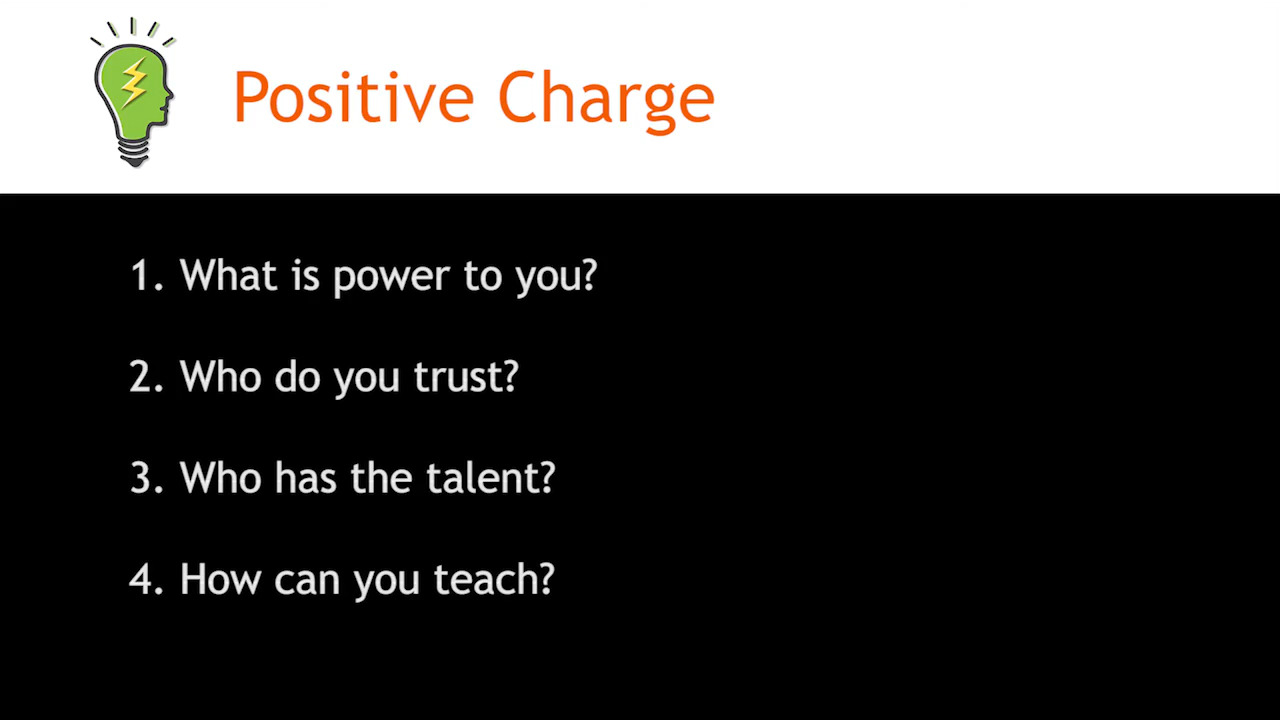 Positive Charge
1. What is power to you?
2. Who do you trust?
3. Who has the talent?
4. How can you teach?